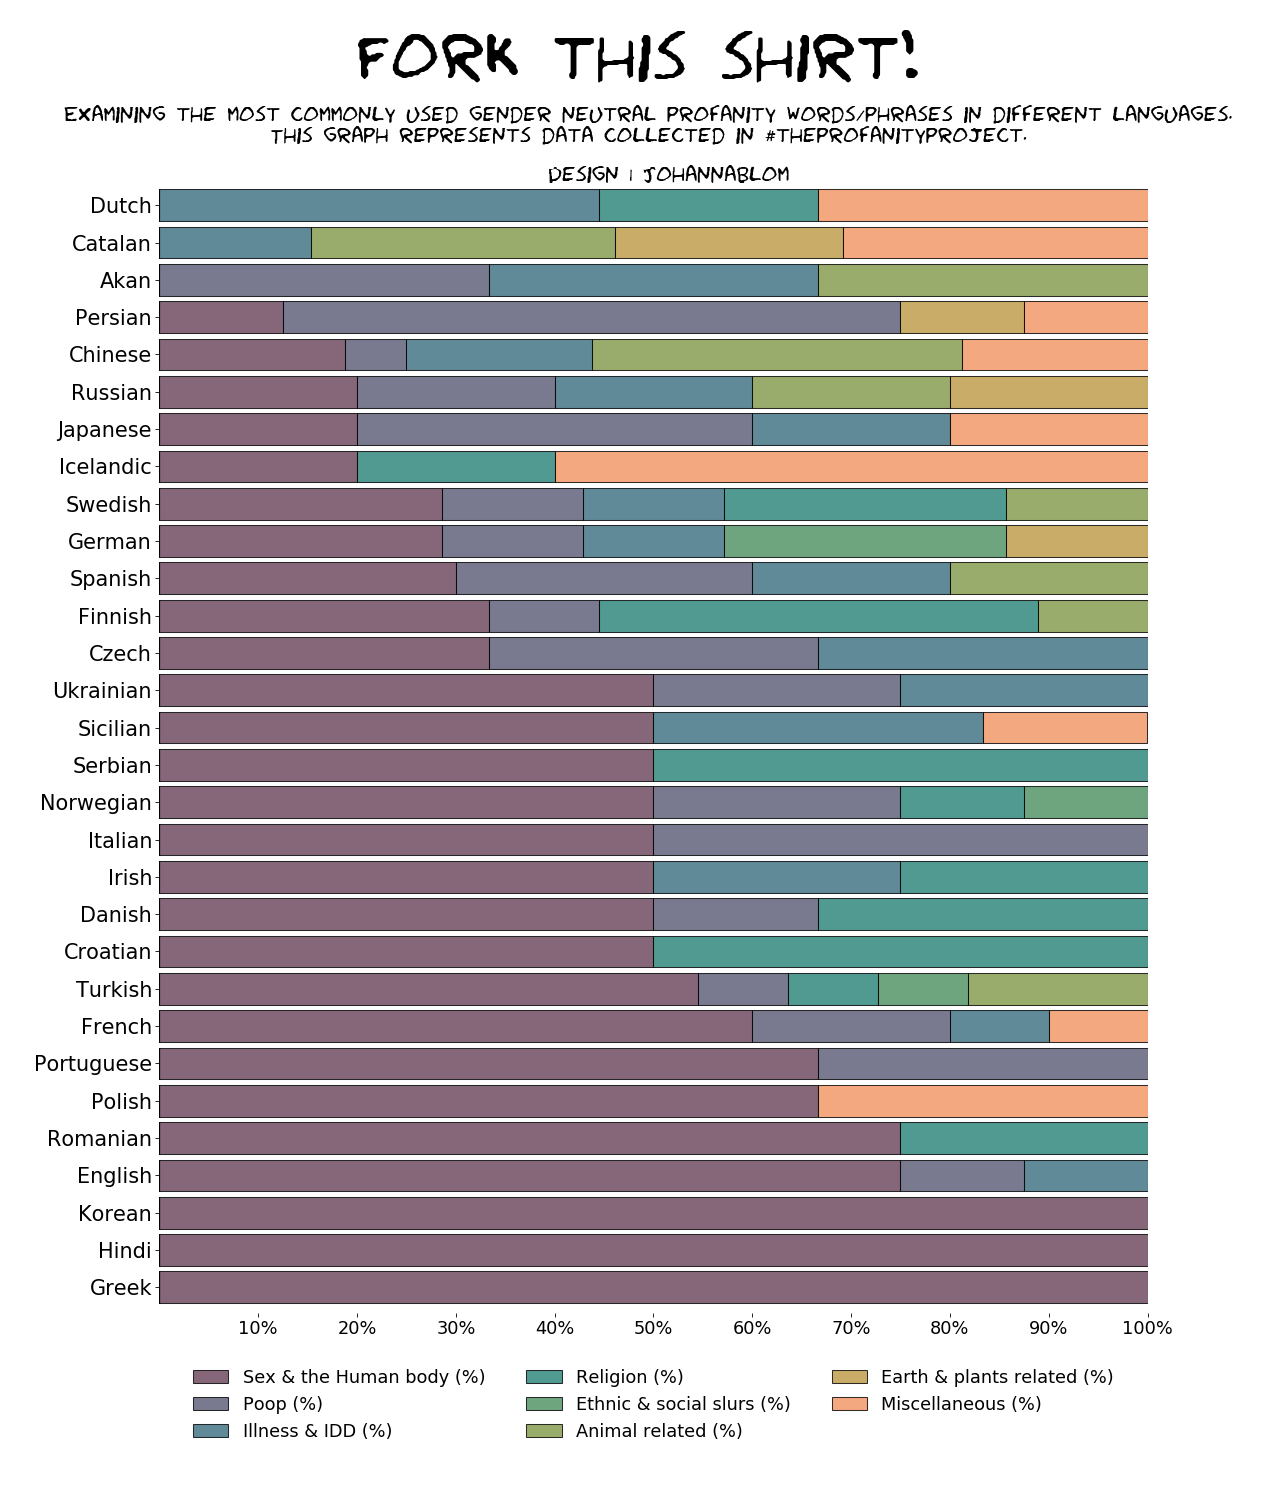 FORK THIS SHIRT!
EXAMINING THE MOST COMMONLY USED GENDER NEUTRAL PROFANITY WORDS/PHRASES IN DIFFERENT LANGUAGES.
THIS GRAPH REPRESENTS DATA COLLECTED IN #THEPROFANITYPROJECT.
DESIGN | JOHANNABLOM
Dutch
Catalan
Akan
Persian
Chinese
Russian
Japanese
Icelandic
Swedish
German
Spanish
Finnish
Czech
Ukrainian
Sicilian
Serbian
Norwegian
Italian
Irish
Danish
Croatian
Turkish
French
Portuguese
Polish
Romanian
English
Korean
Hindi
Greek
10% 20% 30% 40% 50% 60% 70% 80% 90% 100%
Sex & the Human body (%) Religion (%) Earth & plants related (%)
Poop (%) Ethnic & social slurs (%) Miscellaneous (%)
Illness & IDD (%) Animal related (%)